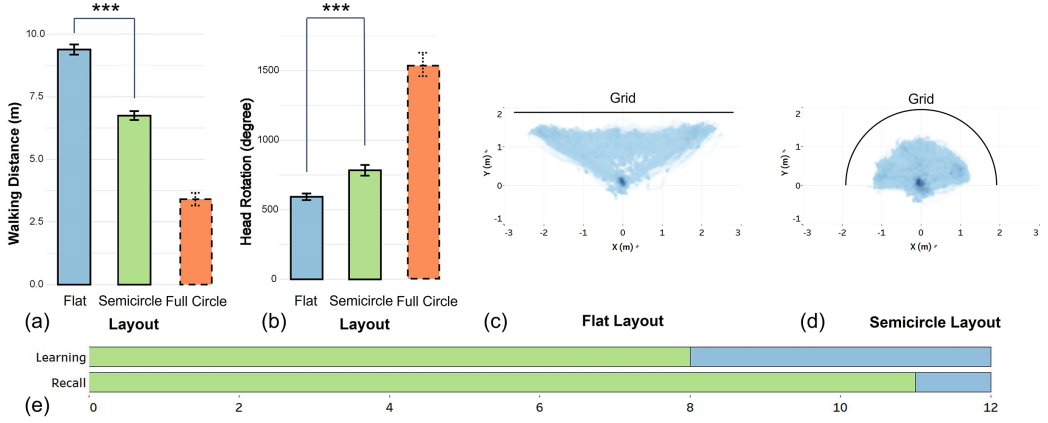 ***
***
10.0
7.5
5.0
2.5
0.0
Walking Distance (m)
Flat
Semicircle
Full Circle
(a)
Layout
1500
1000
500
0
Head Rotation (degree)
Flat
Semicircle
Full Circle
(b)
Layout
Grid
2
1
0
-1
Y (m)
-3
-2
-1
0
1
2
3
X (m)
(c)
Flat Layout
Grid
2
1
0
-1
Y (m)
-3
-2
-1
0
1
2
3
X (m)
(d)
Semicircle Layout
Learning
Recall
(e)
0
2
4
6
8
10
12